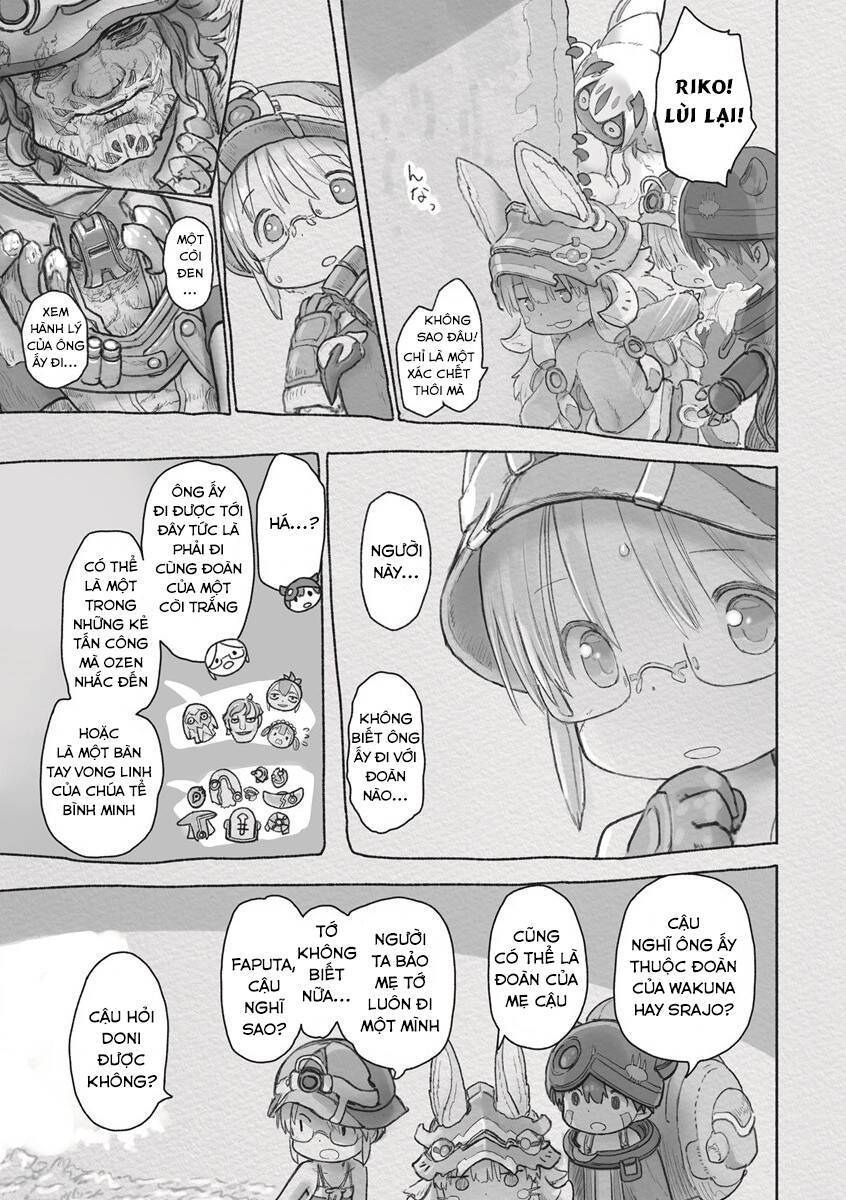 RIKO!
LÙI LẠI!
んなっ
KHÔNG
SAO ĐÂU!
CHỈ LÀ MỘT
XÁC CHẾT
THÔI MÀ
MỘT
CÒI
ĐEN
...
XEM
HÀNH LÝ
CỦA ÔNG
ẤY ĐI...
NGƯỜI
NÀY...
KHÔNG
BIẾT ÔNG
ẤY ĐI VỚI
ĐOÀN
NÀO...
HẢ...?
ÔNG ẤY
ĐI ĐƯỢC TỚI
ĐÂY TỨC LÀ
PHẢI ĐI
CÙNG ĐOÀN
CỦA MỘT
CÒI TRẮNG
CÓ THỂ
LÀ MỘT
TRONG
NHỮNG KẺ
TẤN CÔNG
MÀ OZEN
NHẮC ĐẾN
HOẶC
LÀ MỘT BÀN
TAY VONG LINH
CỦA CHÚA TỂ
BÌNH MINH
CẬU
NGHĨ ÔNG ẤY
THUỘC ĐOÀN
CỦA WAKUNA
HAY SRAJO?
CŨNG
CÓ THỂ LÀ
ĐOÀN CỦA
MẸ CẬU
NGƯỜI
TA BẢO
MẸ TỚ
LUÔN ĐI
MỘT MÌNH
TỚ
KHÔNG
BIẾT
NỮA...
FAPUTA,
CẬU
NGHĨ
SAO?
CẬU HỎI
DONI
ĐƯỢC
KHÔNG?